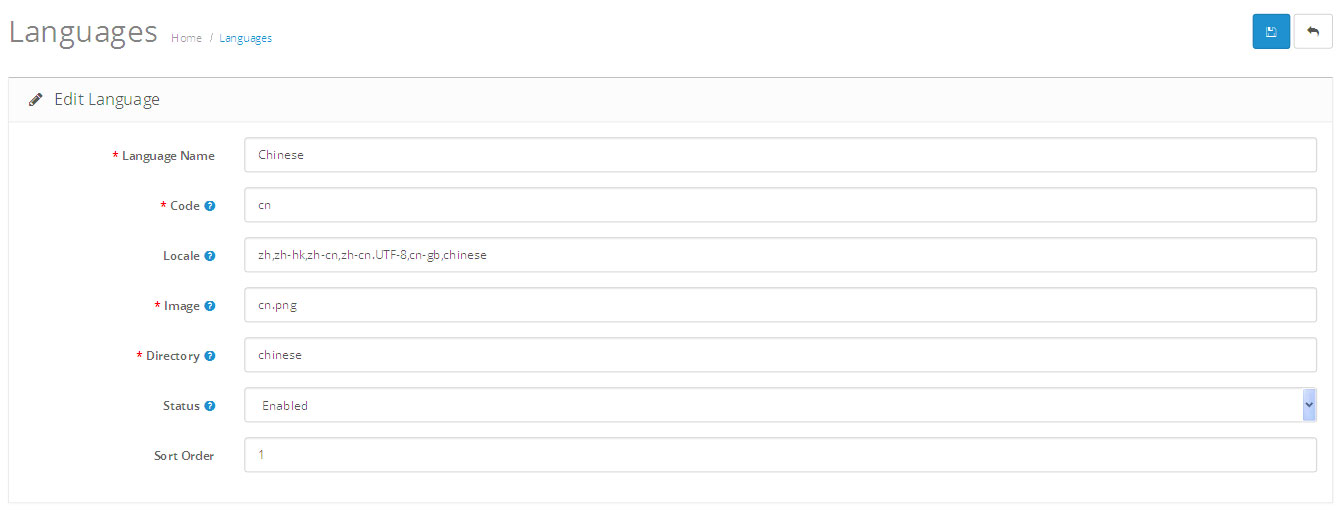 Languages Home / Languages
Edit Language
* Language Name Chinese
* Code cn
Locale zh,zh-hk,zh-cn,zh-cn.UTF-8,cn-gb,chinese
* Image cn.png
* Directory chinese
Status Enabled
Sort Order 1